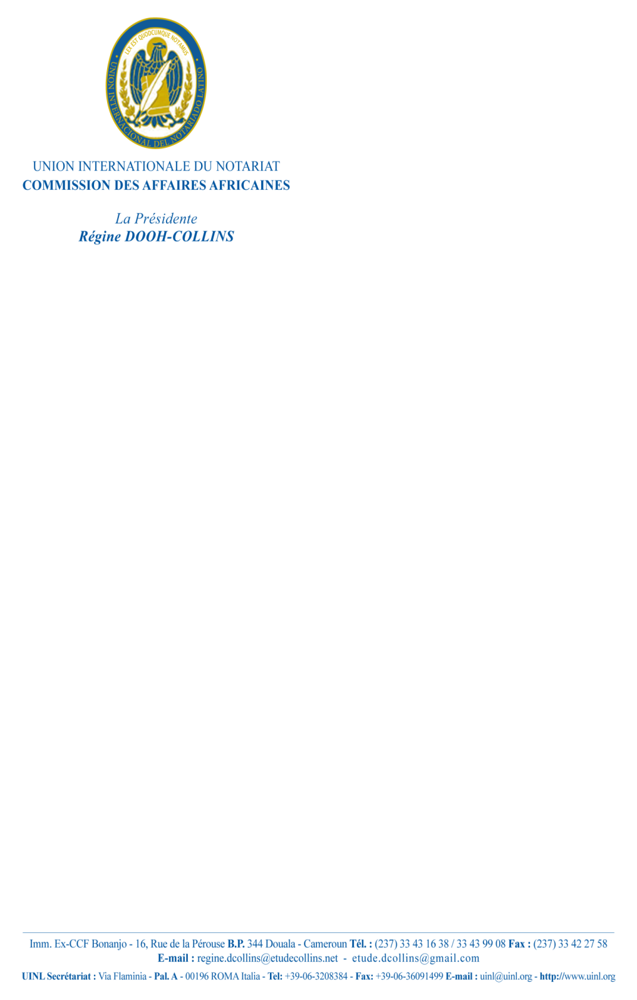 LEX EST QUODCUMQUE NOTAMUS
• UNION INTERNACIONAL DEL NOTARIADO LATINO •
UNION INTERNATIONALE DU NOTARIAT
COMMISSION DES AFFAIRES AFRICAINES
La Présidente
Régine DOOH-COLLINS
Imm. Ex-CCF Bonanjo - 16, Rue de la Pérouse B.P. 344 Douala - Cameroun Tél. : (237) 33 43 16 38 / 33 43 99 08 Fax : (237) 33 42 27 58
E-mail : regine.dcollins@etudecollins.net - etude.dcollins@gmail.com
UINL Secrétariat : Via Flaminia - Pal. A - 00196 ROMA Italia - Tel: +39-06-3208384 - Fax: +39-06-36091499 E-mail : uinl@uinl.org - http://www.uinl.org